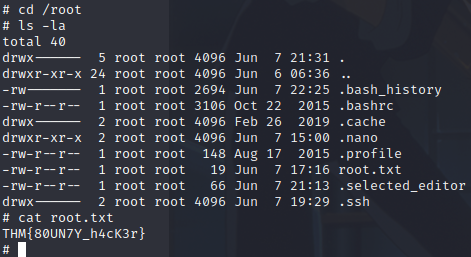 # cd /root
# ls -la
total 40
drwx------  5 root root 4096 Jun  7 21:31 .
drwxr-xr-x 24 root root 4096 Jun  6 06:36 ..
-rw-------  1 root root 2694 Jun  7 22:25 .bash_history
-rw-r--r--  1 root root 3106 Oct 22  2015 .bashrc
drwx------  2 root root 4096 Feb 26  2019 .cache
drwxr-xr-x  2 root root 4096 Jun  7 15:00 .nano
-rw-r--r--  1 root root  148 Aug 17  2015 .profile
-rw-r--r--  1 root root   19 Jun  7 17:16 root.txt
-rw-r--r--  1 root root   66 Jun  7 21:13 .selected_editor
drwx------  2 root root 4096 Jun  7 19:29 .ssh
# cat root.txt
THM{80UN7Y_h4cK3r}
#